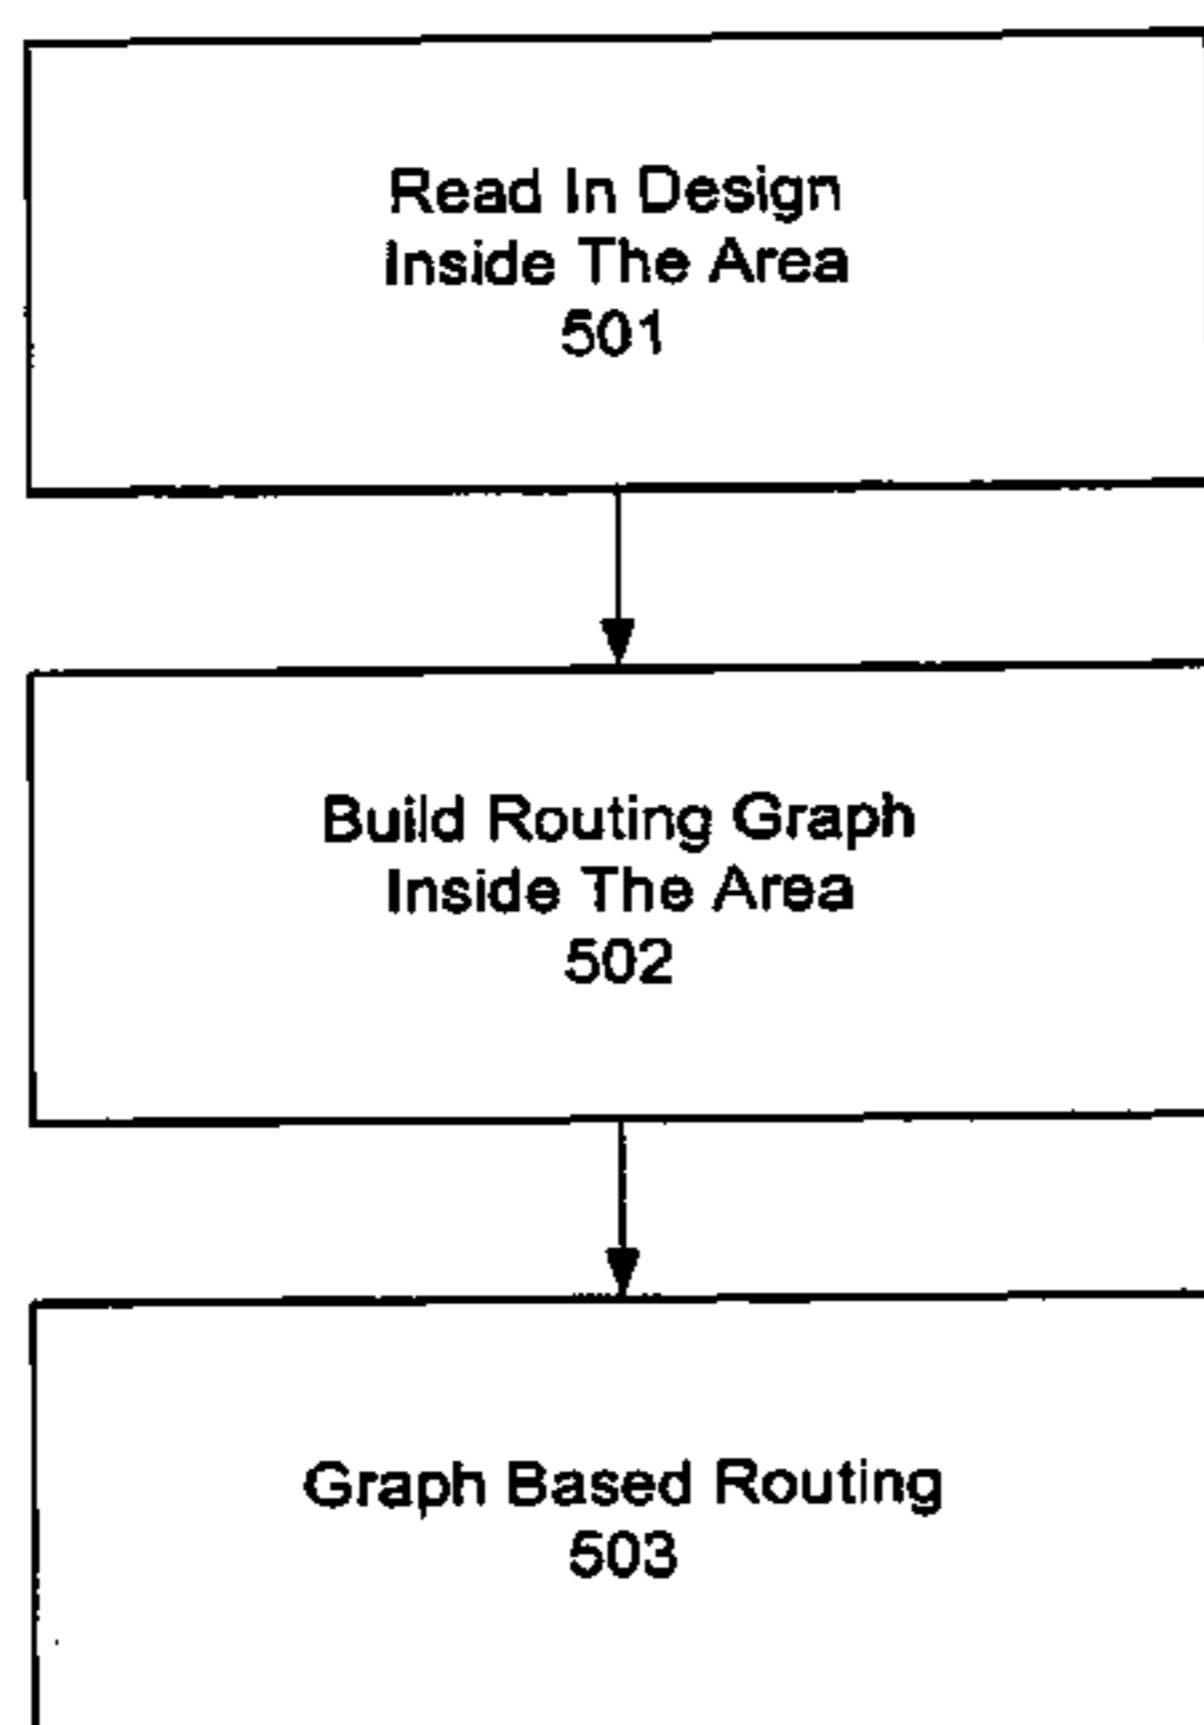 Read In Design
Inside The Area
501
Build Routing Graph
Inside The Area
502
Graph Based Routing
503